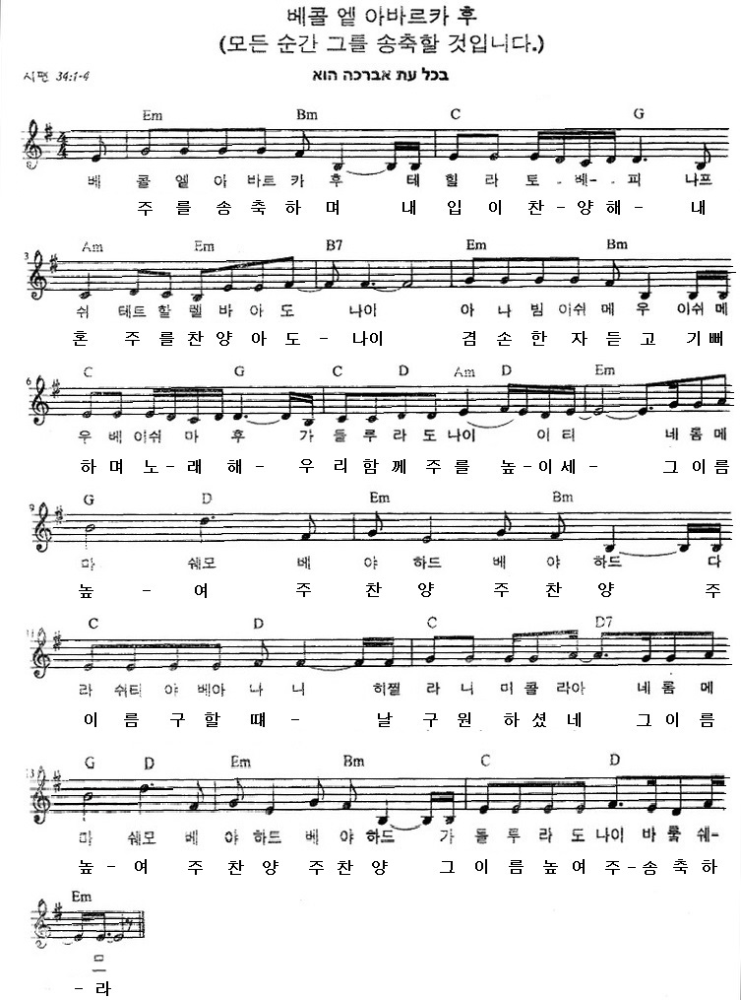 베콜 엘 아바르카 후
(모든 순간 그를 송축할 것입니다.)
시편 34:1-4
בכל עת אברכה הוא
Em Bm C G
4/4
베 콜 엘 아 바르 카 후 테 힐 라 토 - 베- 피 나프
주 를 송 축 하 며 내 입 이 찬 - 양 해 - 내
3 Am Em B7 Em Bm
쉬 테트 할 렐 바 아 도 나이 아 나 빔 이쉬 메 우 이쉬 메
혼 주 를 찬 양 아 도 - 나이 겸 손 한 자 듣 고 기 뻐
6 C G C D Am D Em
우 베 이쉬 마 후 가 들 루 라 도 나이 이 티 네 롬 메
하 며 노 - 래 해 - 우 리 함 께 주 를 높 - 이 세 - 그 이 름
9 G D Em Bm
마 쉐모 베 야 하드 베 야 하드 다
높 - 여 주 찬 양 주 찬 양 주
11 C D C D7
라 쉬티 야 베아 나 니 히찔 라 니 미 콜 라아 네 롬 메
이 름 구 할 때 - 날 구 원 하 셨 네 그 이 름
13 G D Em Bm C D
마 쉐모 베 야 하드 베 야 하드 가 들 루 라 도 나이 바 쉐-
높 - 여 주 찬 양 주 찬 양 그 이 름 높 여 주 - 송 축 하
Em
므
- 라